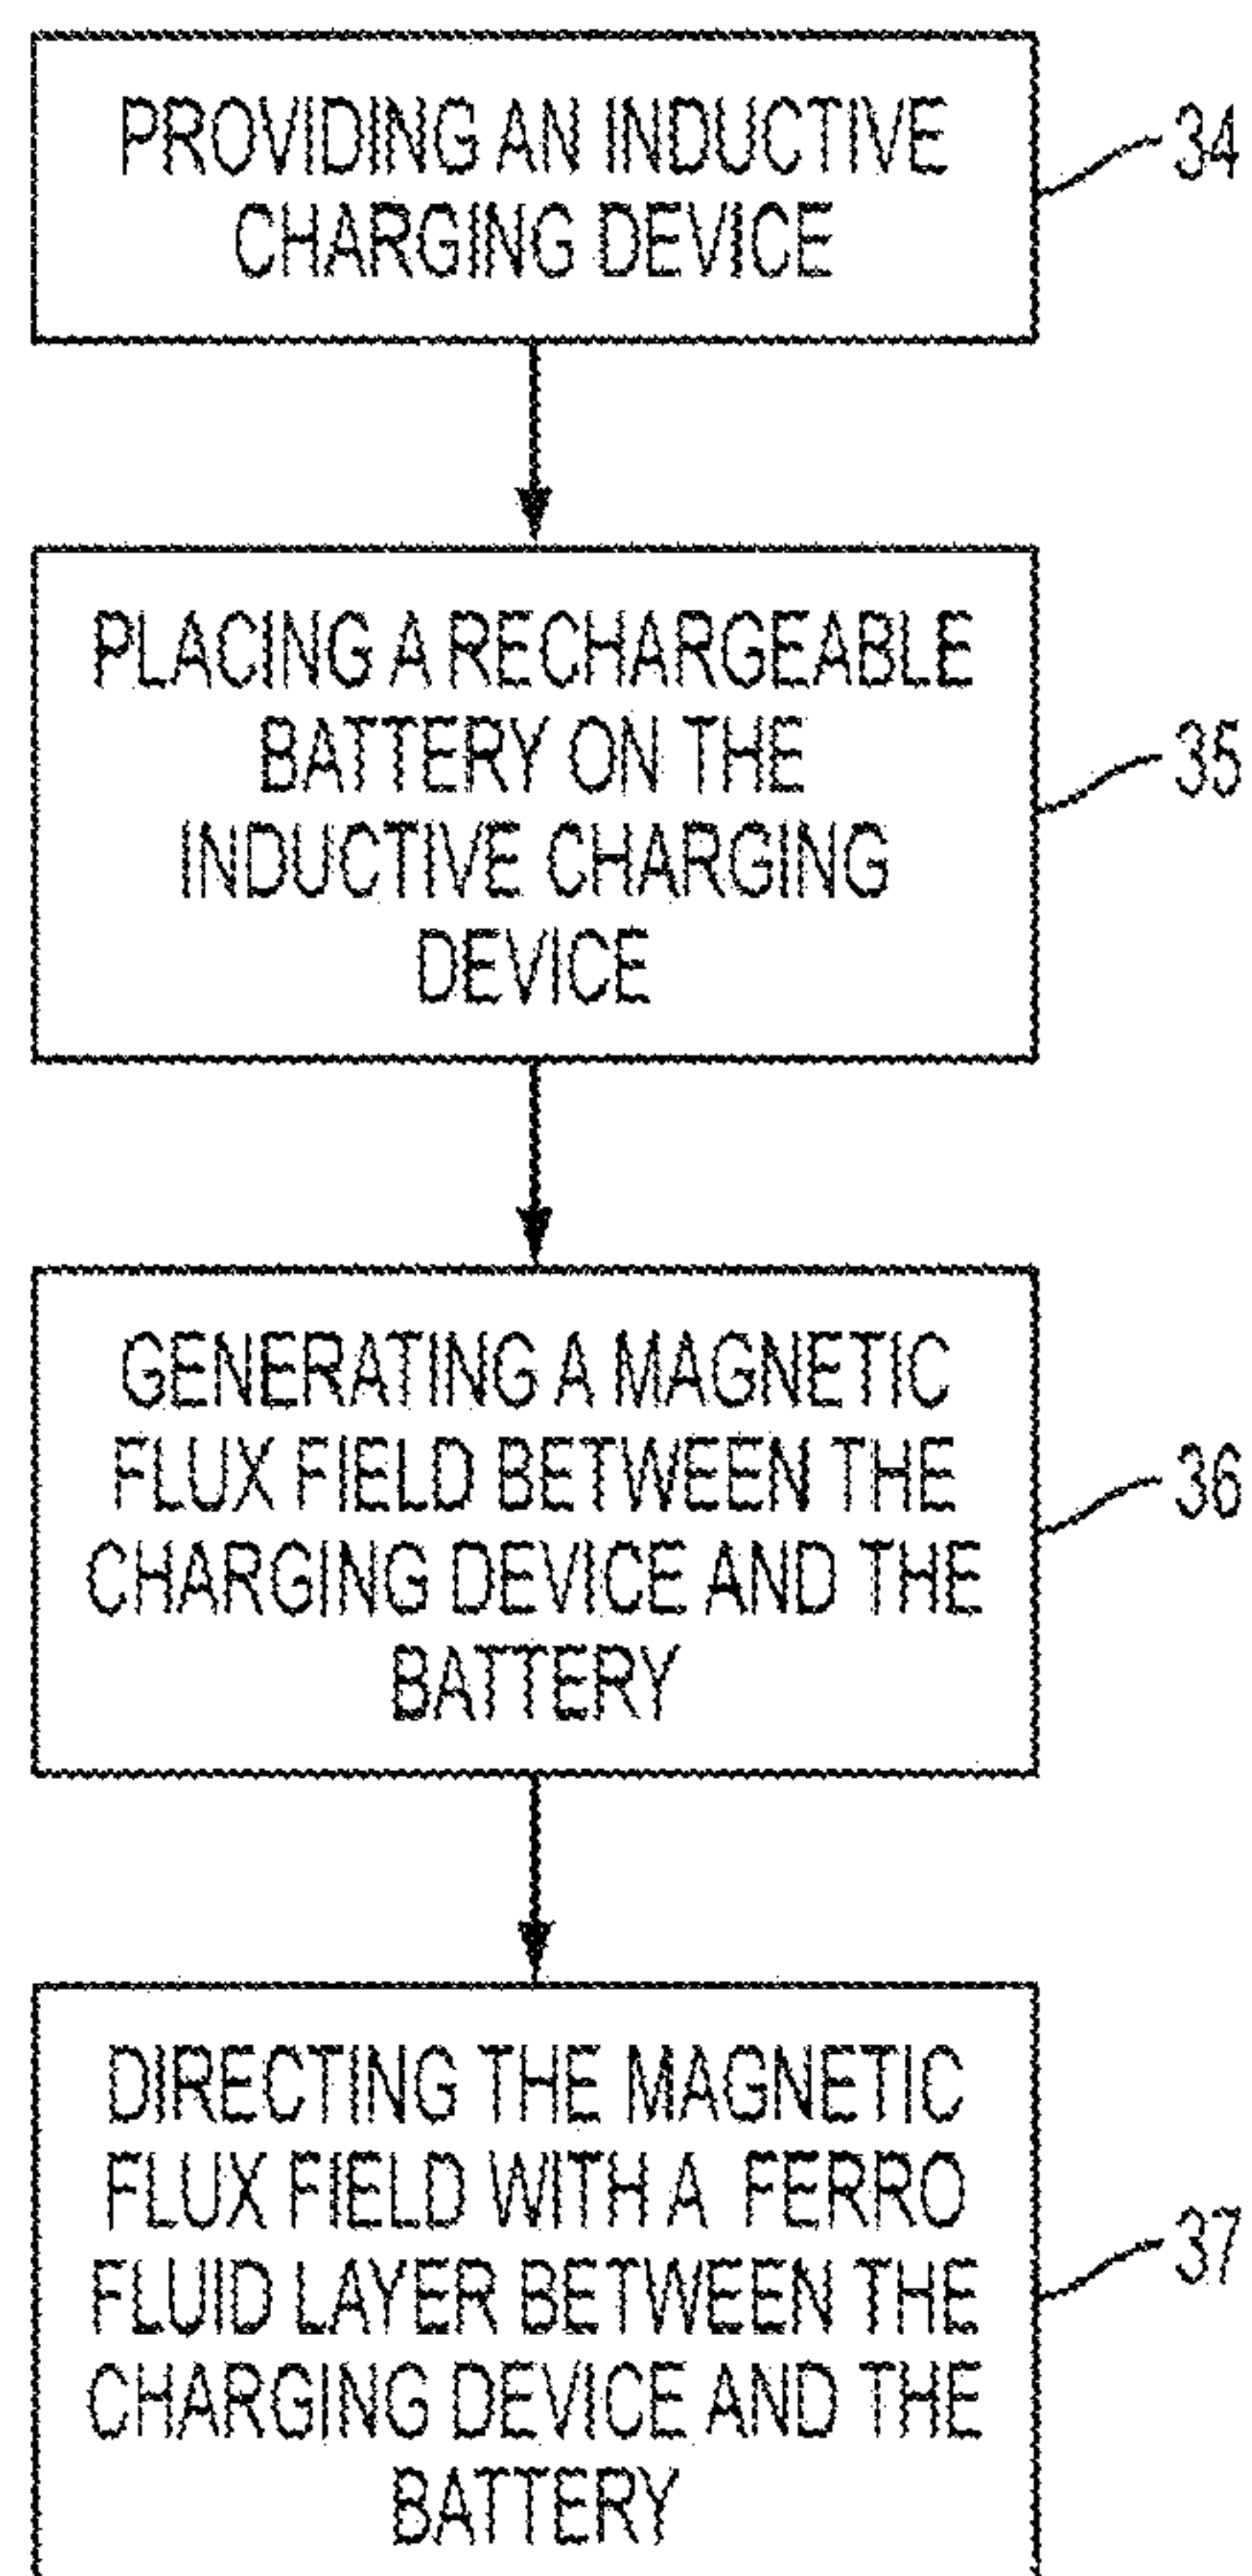 PROVIDING AN INDUCTIVE
CHARGING DEVICE
34
PLACING A RECHARGEABLE
BATTERY ON THE
INDUCTIVE CHARGING
DEVICE
35
GENERATING A MAGNETIC
FLUX FIELD BETWEEN THE
CHARGING DEVICE AND THE
BATTERY
36
DIRECTING THE MAGNETIC
FLUX FIELD WITH A FERRO
FLUID LAYER BETWEEN THE
CHARGING DEVICE AND THE
BATTERY
37